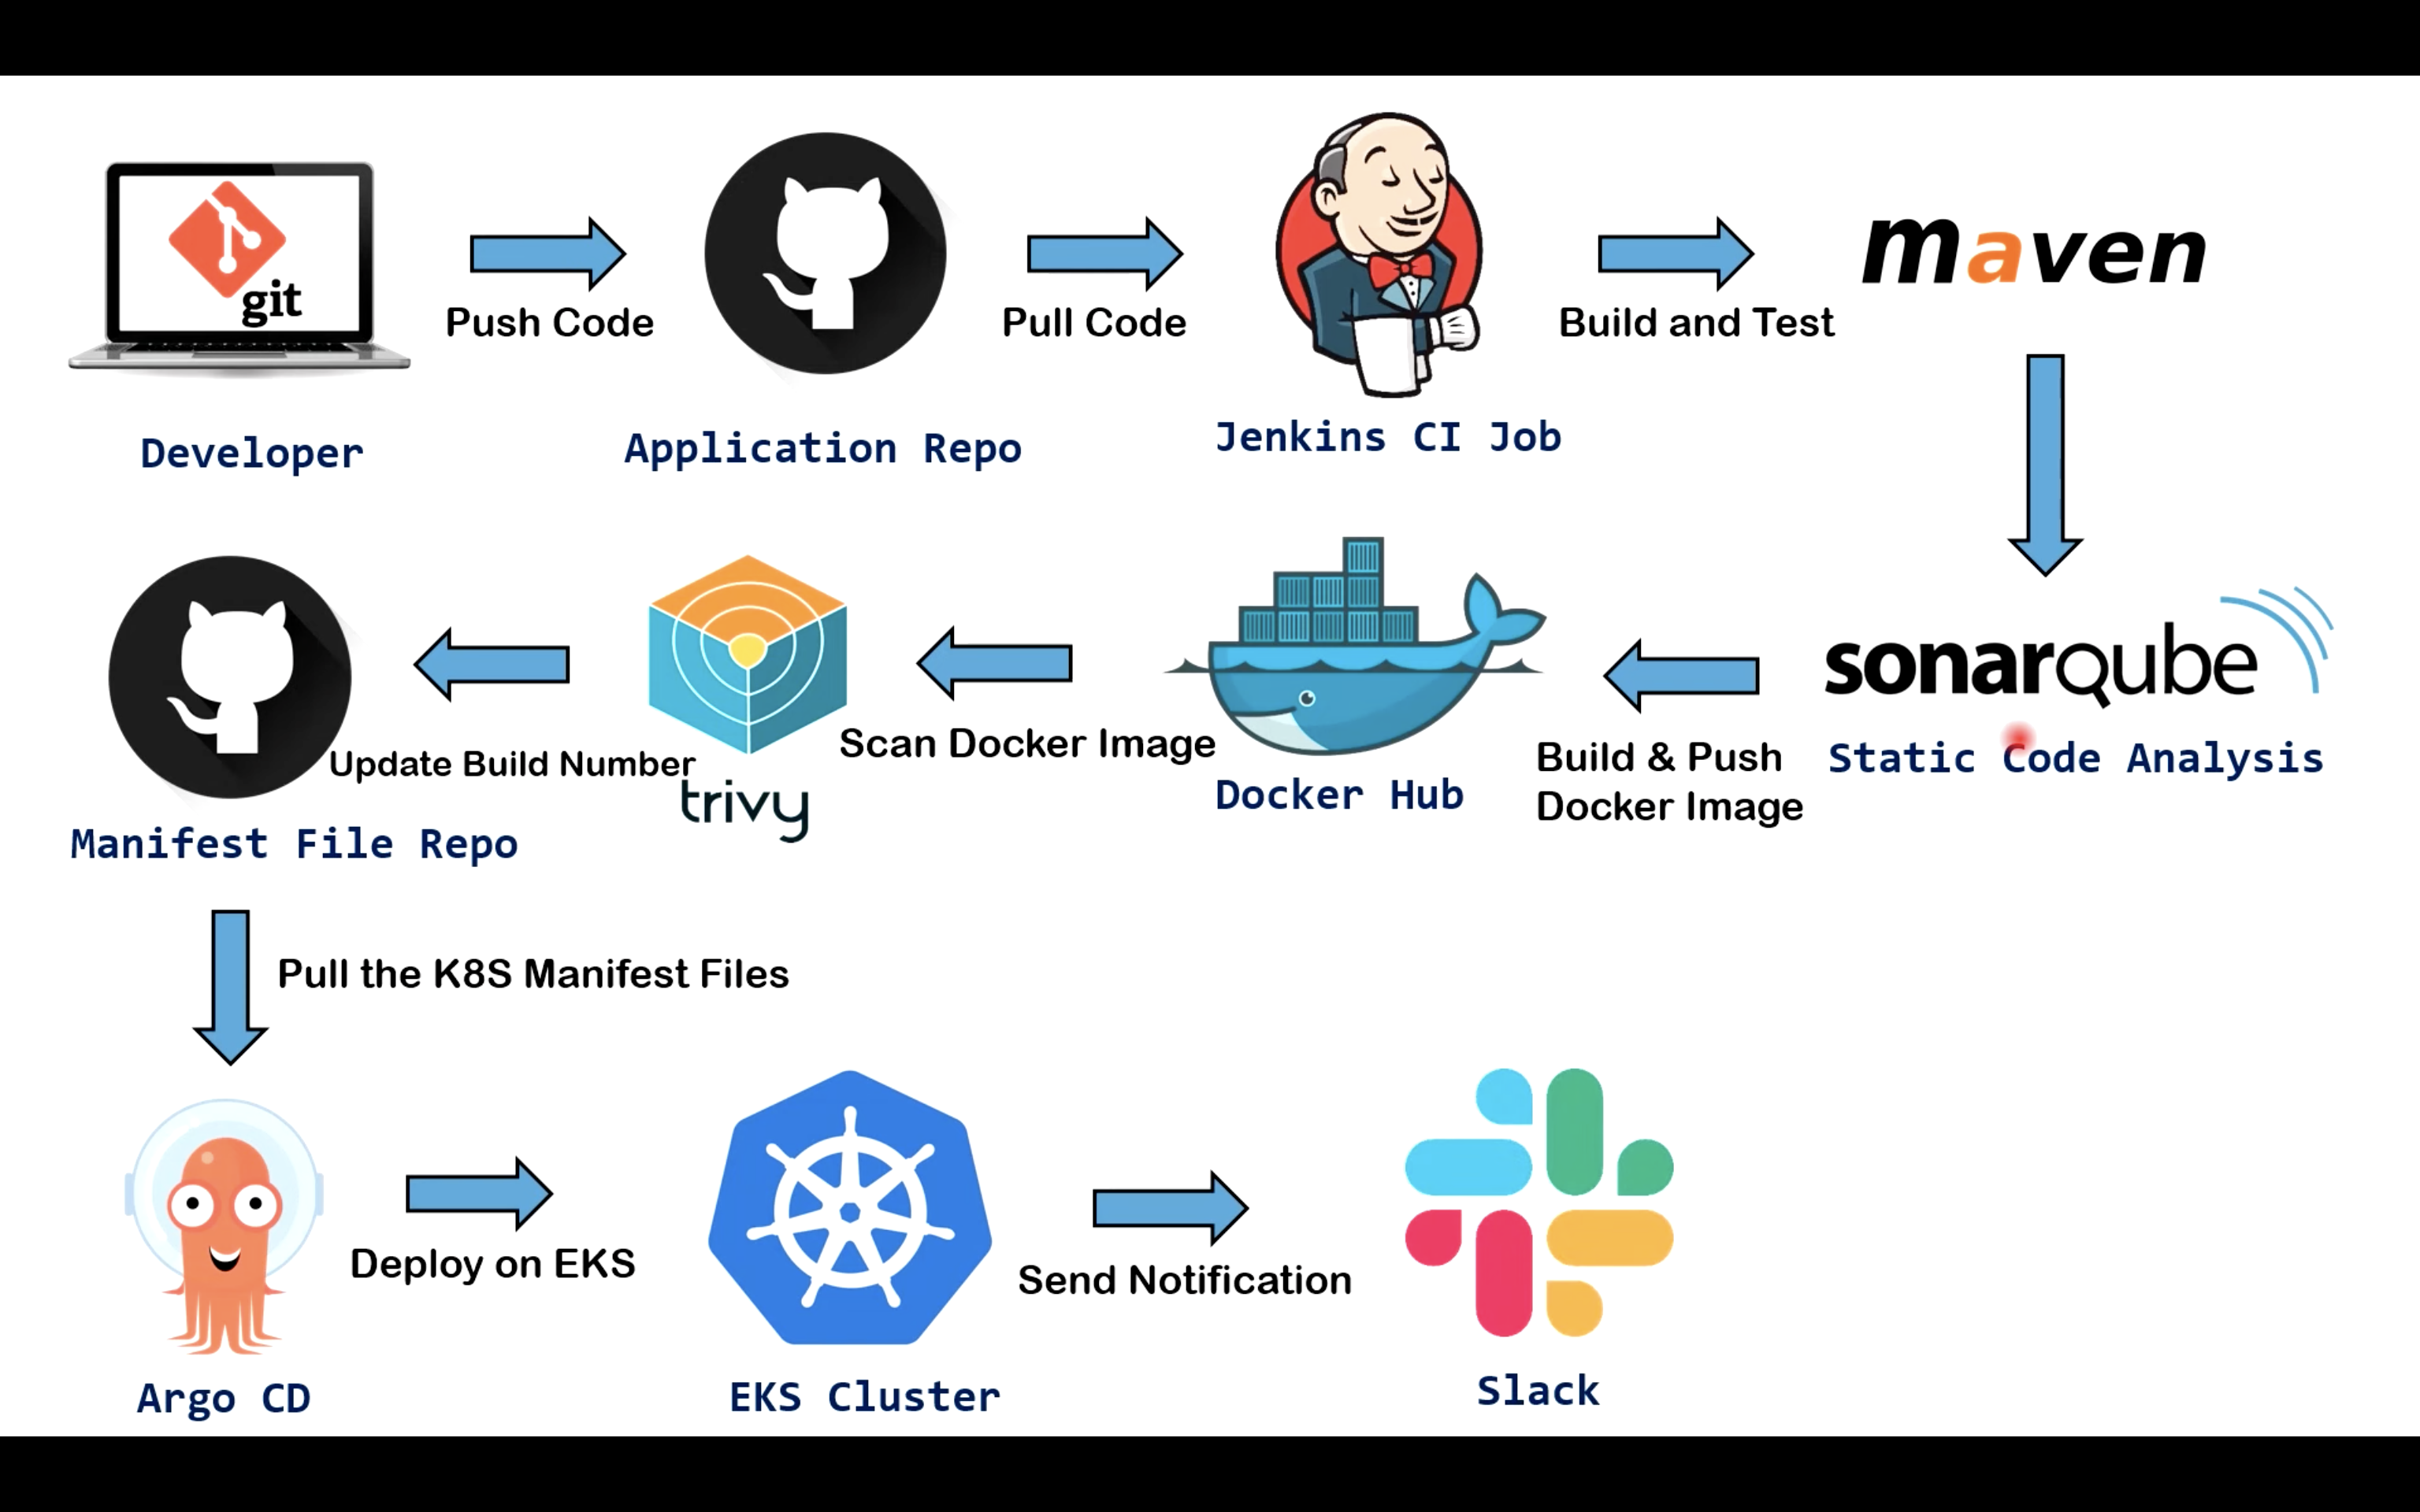 git
maven
Push Code
Pull Code
Build and Test
Developer
Application Repo
Jenkins CI Job
sonarqube
Update Build Number
Scan Docker Image
Build & Push
Docker Image
Static Code Analysis
trivy
Docker Hub
Manifest File Repo
Pull the K8S Manifest Files
Deploy on EKS
Send Notification
Argo CD
EKS Cluster
Slack